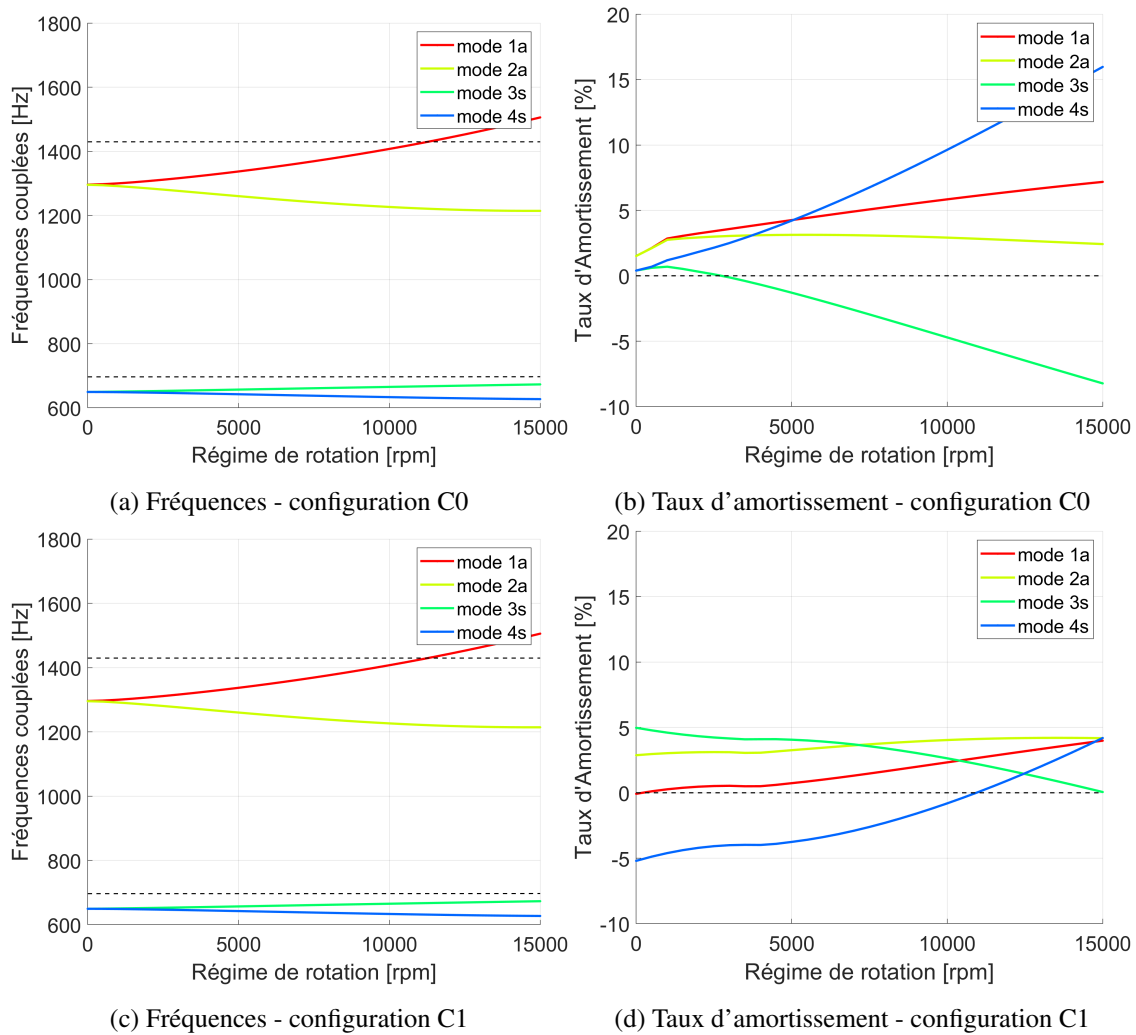 1800
1600
1400
1200
1000
800
600
Fréquences couplées [Hz]
mode 1a
mode 2a
mode 3s
mode 4s
0
5000
10000
15000
Régime de rotation [rpm]
(a) Fréquences - configuration C0
20
15
10
5
0
-5
-10
Taux d'Amortissement [%]
mode 1a
mode 2a
mode 3s
mode 4s
0
5000
10000
15000
Régime de rotation [rpm]
(b) Taux d'amortissement - configuration C0
1800
1600
1400
1200
1000
800
600
Fréquences couplées [Hz]
mode 1a
mode 2a
mode 3s
mode 4s
0
5000
10000
15000
Régime de rotation [rpm]
(c) Fréquences - configuration C1
20
15
10
5
0
-5
-10
Taux d'Amortissement [%]
mode 1a
mode 2a
mode 3s
mode 4s
0
5000
10000
15000
Régime de rotation [rpm]
(d) Taux d'amortissement - configuration C1